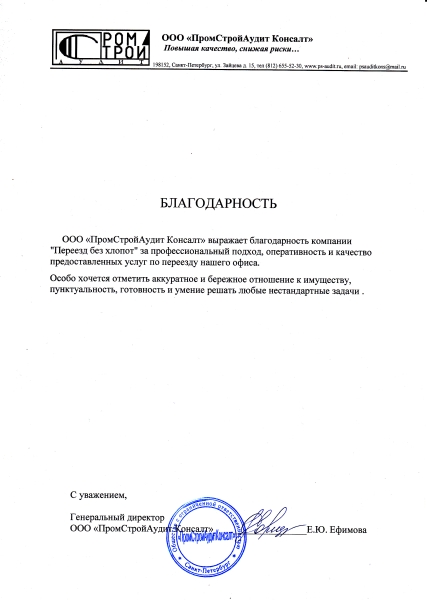 ПРОМ
СТРОЙ
АУДИТ
ООО «ПромСтройАудит Консалт»
Повышая качество, снижая риски…
198152, Санкт-Петербург, ул. Зайцева д. 15, тел (812) 655-52-30, www.ps-audit.ru, email: psauditkons@mail.ru
БЛАГОДАРНОСТЬ
ООО «ПромСтройАудит Консалт» выражает благодарность компании
"Переезд без хлопот" за профессиональный подход, оперативность и качество
предоставленных услуг по переезду нашего офиса.
Особо хочется отметить аккуратное и бережное отношение к имуществу,
пунктуальность, готовность и умение решать любые нестандартные задачи .
С уважением,
Генеральный директор
ООО «ПромСтройАудит Консалт»
Е.Ю. Ефимова
Общество с ограниченной ответственностью
«ПромСтройАудит Консалт»
* Санкт-Петербург *